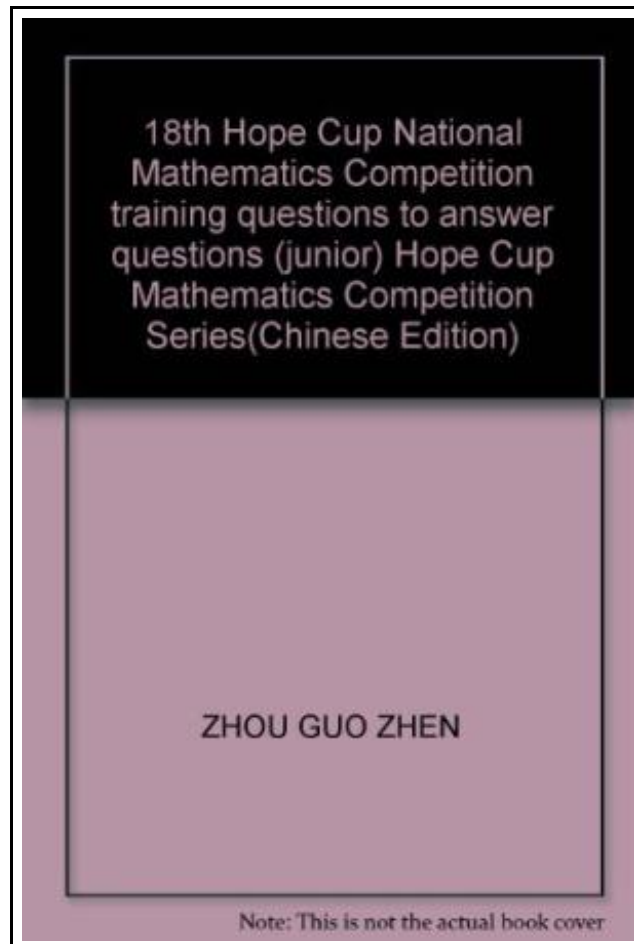 18th Hope Cup National
Mathematics Competition
training questions to answer
questions (junior) Hope Cup
Mathematics Competition
Series(Chinese Edition)
ZHOU GUO ZHEN
Note: This is not the actual book cover